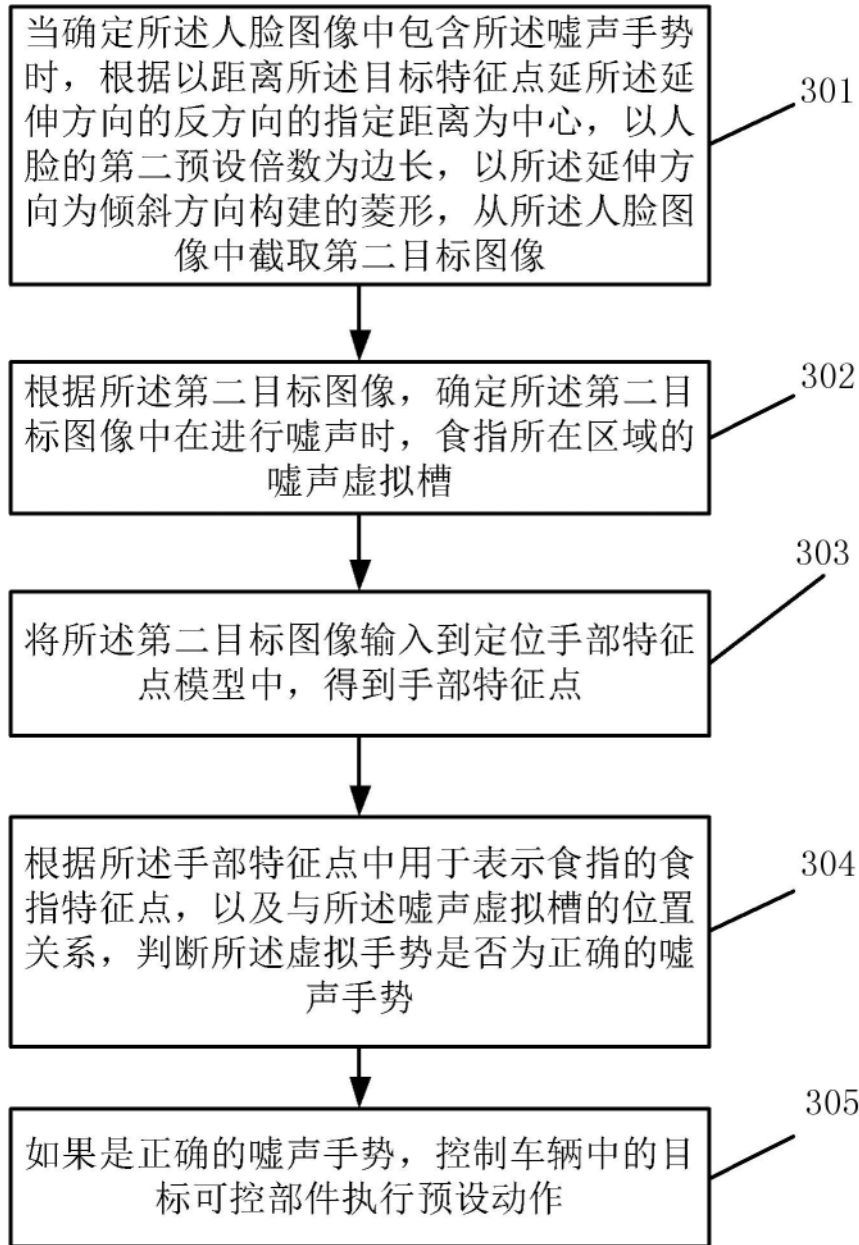 当确定所述人脸图像中包含所述嘘声手势
时，根据以距离所述目标特征点延所述延
伸方向的反方向的指定距离为中心，以人
脸的第二预设倍数为边长，以所述延伸方
向为倾斜方向构建的菱形，从所述人脸图
像中截取第二目标图像
301
根据所述第二目标图像，确定所述第二目
标图像中在进行嘘声时，食指所在区域的
嘘声虚拟槽
302
将所述第二目标图像输入到定位手部特征
点模型中，得到手部特征点
303
根据所述手部特征点中用于表示食指的食
指特征点，以及与所述嘘声虚拟槽的位置
关系，判断所述虚拟手势是否为正确的嘘
声手势
304
如果是正确的嘘声手势，控制车辆中的目
标可控部件执行预设动作
305